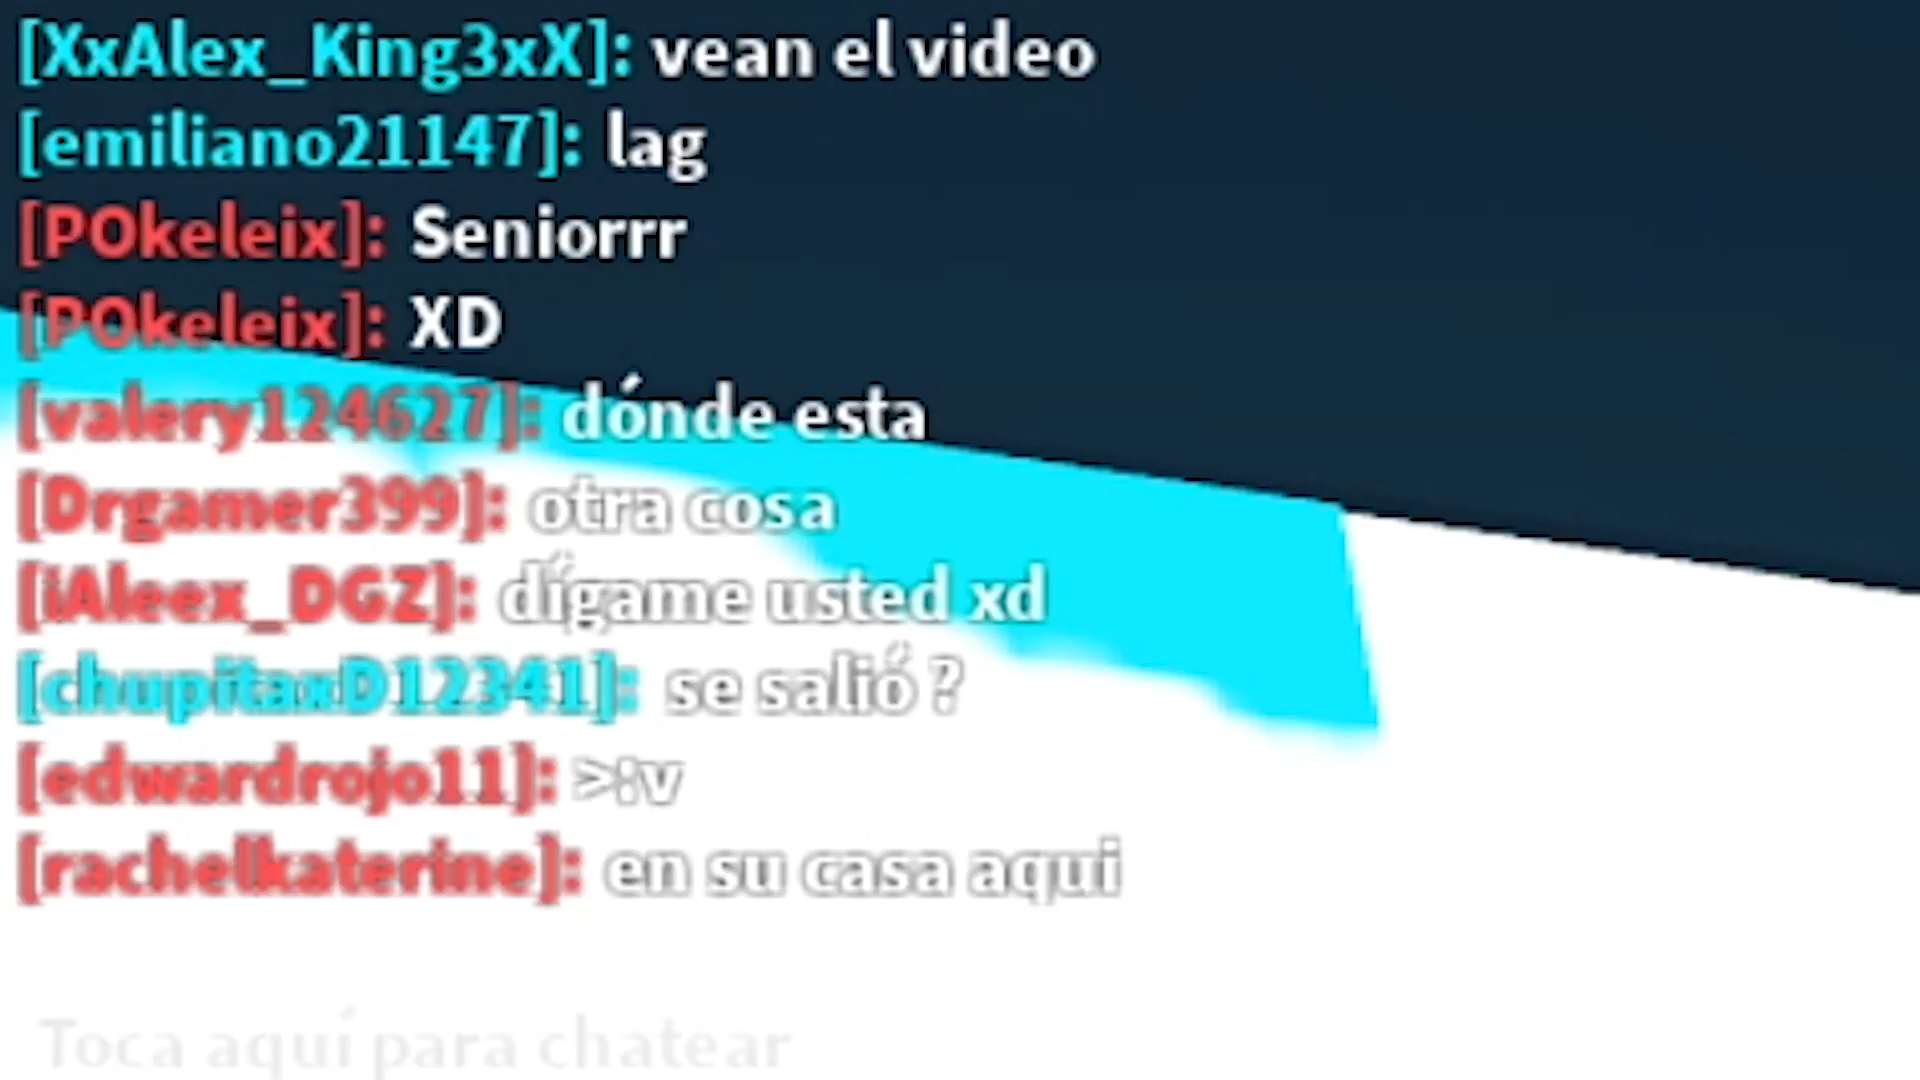 [XxAlex_King3xX]: vean el video
[emiliano21147]: lag
[POkeleix]: Seniorrr
[POkeleix]: XD
[valery124627]: dónde esta
[Drgamer399]: otra cosa
[iAleex_DGZ]: dígame usted xd
[chupitaxD12341]: se salió ?
[edwardrojo11]: >:v
[rachelkaterine]: en su casa aqui
Toca aquí para chatear